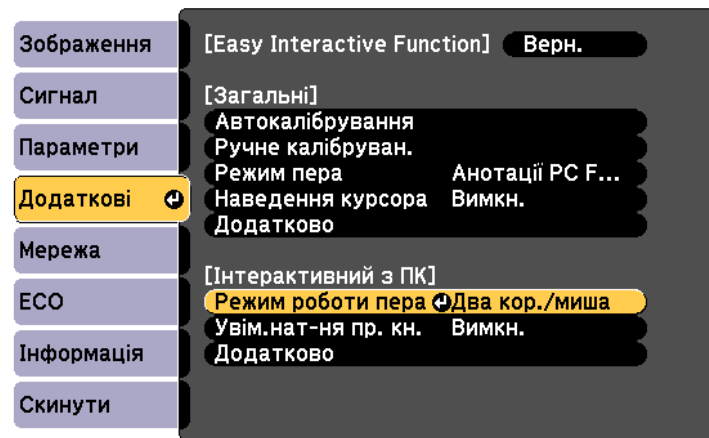 Зображення
Сигнал
Параметри
Додаткові
Мережа
ECO
Інформація
Скинути
[Easy Interactive Function] Верн.
[Загальні]
Автокалібрування
Ручне калібруван.
Режим пера Анотації PC F...
Наведення курсора Вимкн.
Додатково
[Інтерактивний з ПК]
Режим роботи пера Два кор./миша
Увім.нат-ня пр. кн. Вимкн.
Додатково